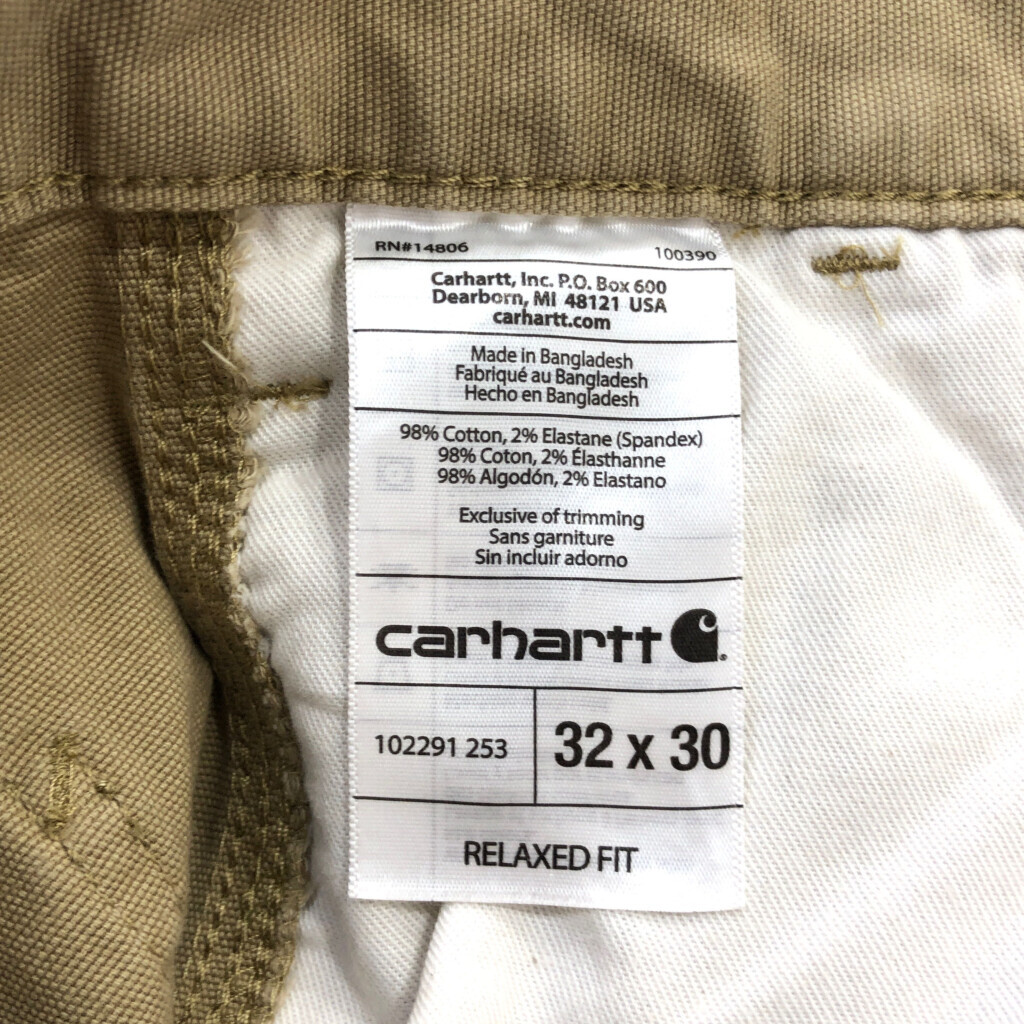 RN#14806 100390
Carhartt, Inc. P.O. Box 600
Dearborn, MI 48121 USA
carhartt.com
Made in Bangladesh
Fabriqué au Bangladesh
Hecho en Bangladesh
98% Cotton, 2% Elastane (Spandex)
98% Coton, 2% Élasthanne
98% Algodón, 2% Elastano
Exclusive of trimming
Sans garniture
Sin incluir adorno
carhartt
102291 253 32 x 30
RELAXED FIT